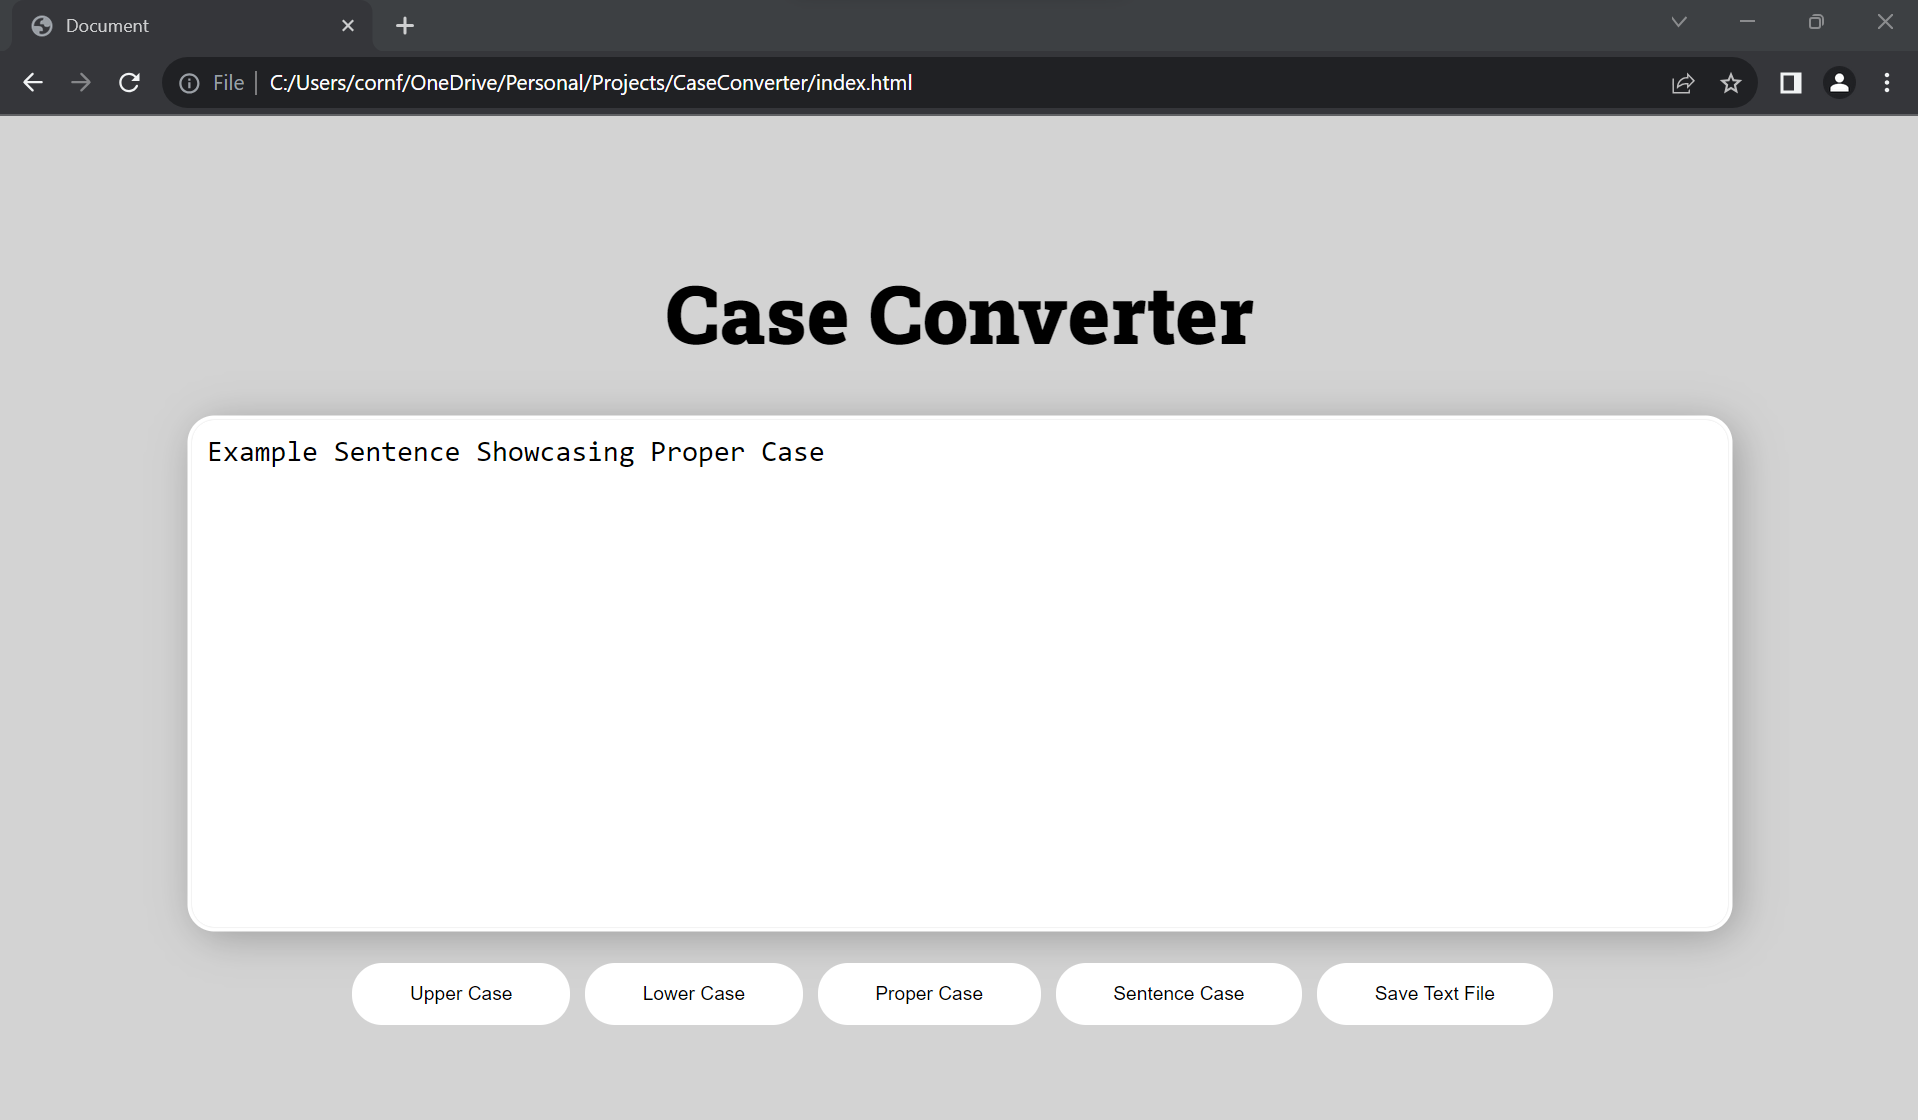 Document
File C:/Users/cornf/OneDrive/Personal/Projects/CaseConverter/index.html
Case Converter
Example Sentence Showcasing Proper Case
Upper Case
Lower Case
Proper Case
Sentence Case
Save Text File